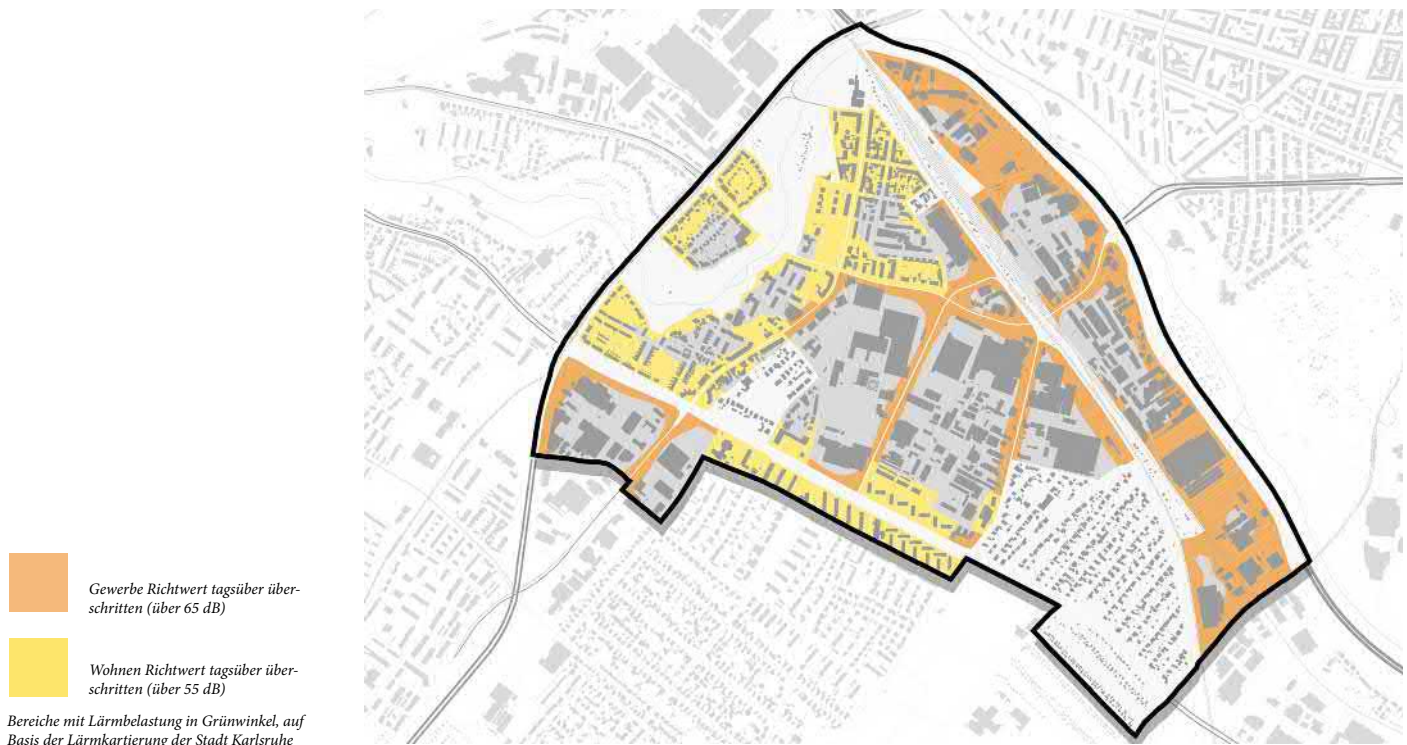 Gewerbe Richtwert tagsüber über-
schritten (über 65 dB)
Wohnen Richtwert tagsüber über-
schritten (über 55 dB)
Bereiche mit Lärmbelastung in Grünwinkel, auf
Basis der Lärmkartierung der Stadt Karlsruhe